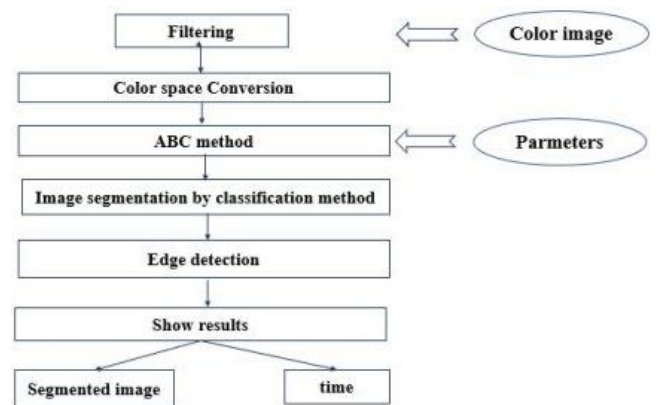 Filtering
Color image
Color space Conversion
ABC method
Parmeters
Image segmentation by classification method
Edge detection
Show results
Segmented image
time